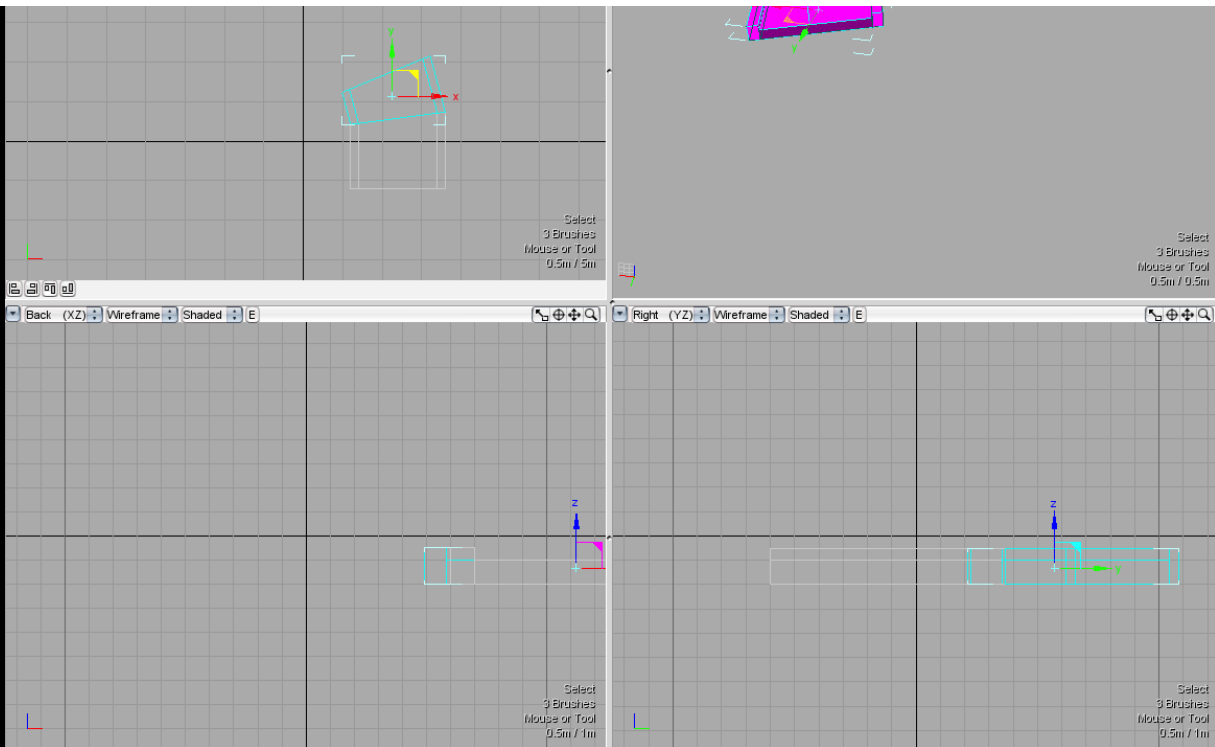 Y
x
Select
3 Brushes
Mouse or Tool
0.5m / 5m
Y
Select
3 Brushes
Mouse or Tool
0.5m / 0.5m
Back (XZ) Wireframe Shaded E
Right (YZ) Wireframe Shaded E
z
Select
3 Brushes
Mouse or Tool
0.5m / 1m
z
Y
Select
3 Brushes
Mouse or Tool
0.5m / 1m